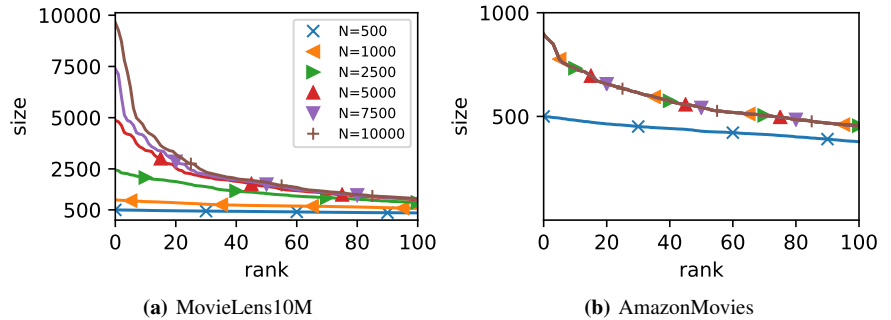 10000
7500
5000
2500
500
size
0
20
40
60
80
100
rank
N=500
N=1000
N=2500
N=5000
N=7500
N=10000
(a) MovieLens10M
1000
500
size
0
20
40
60
80
100
rank
(b) AmazonMovies